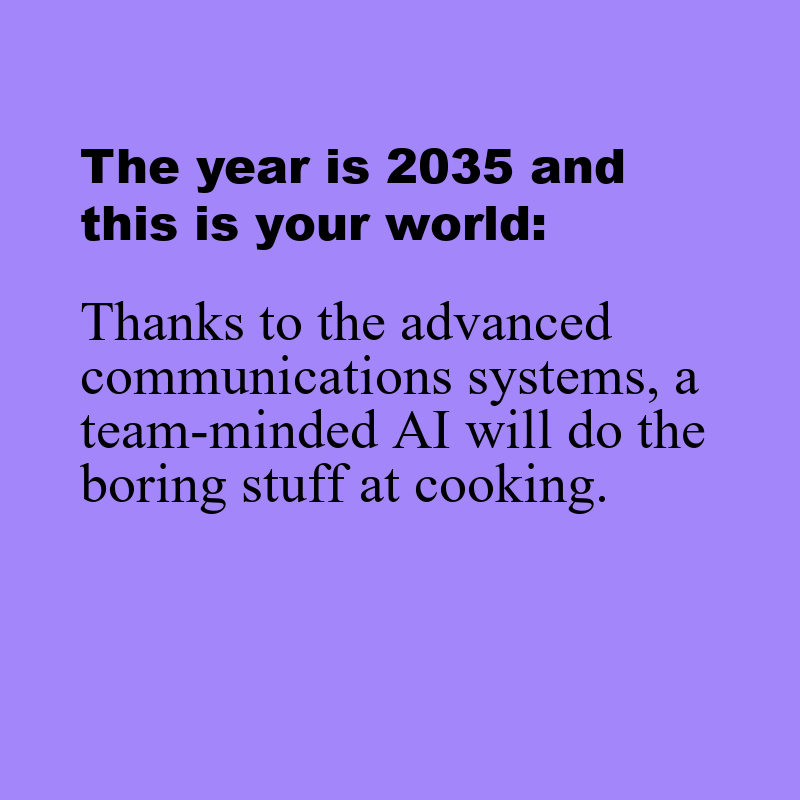 The year is 2035 and
this is your world:
Thanks to the advanced
communications systems, a
team-minded AI will do the
boring stuff at cooking.